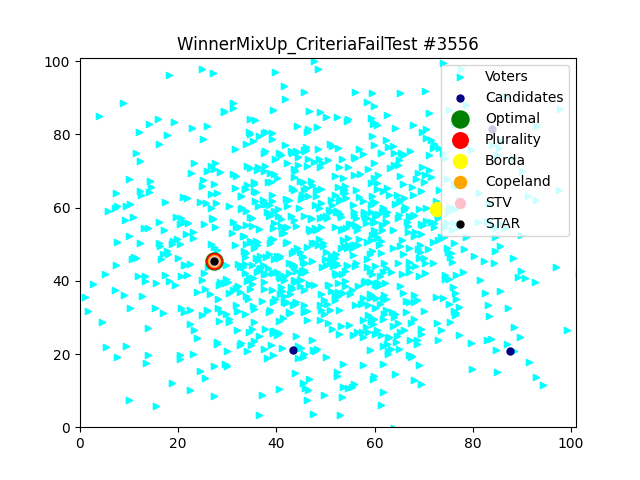 WinnerMixUp_CriteriaFailTest #3556
100
80
60
40
20
0
0 20 40 60 80 100
Voters
Candidates
Optimal
Plurality
Borda
Copeland
STV
STAR